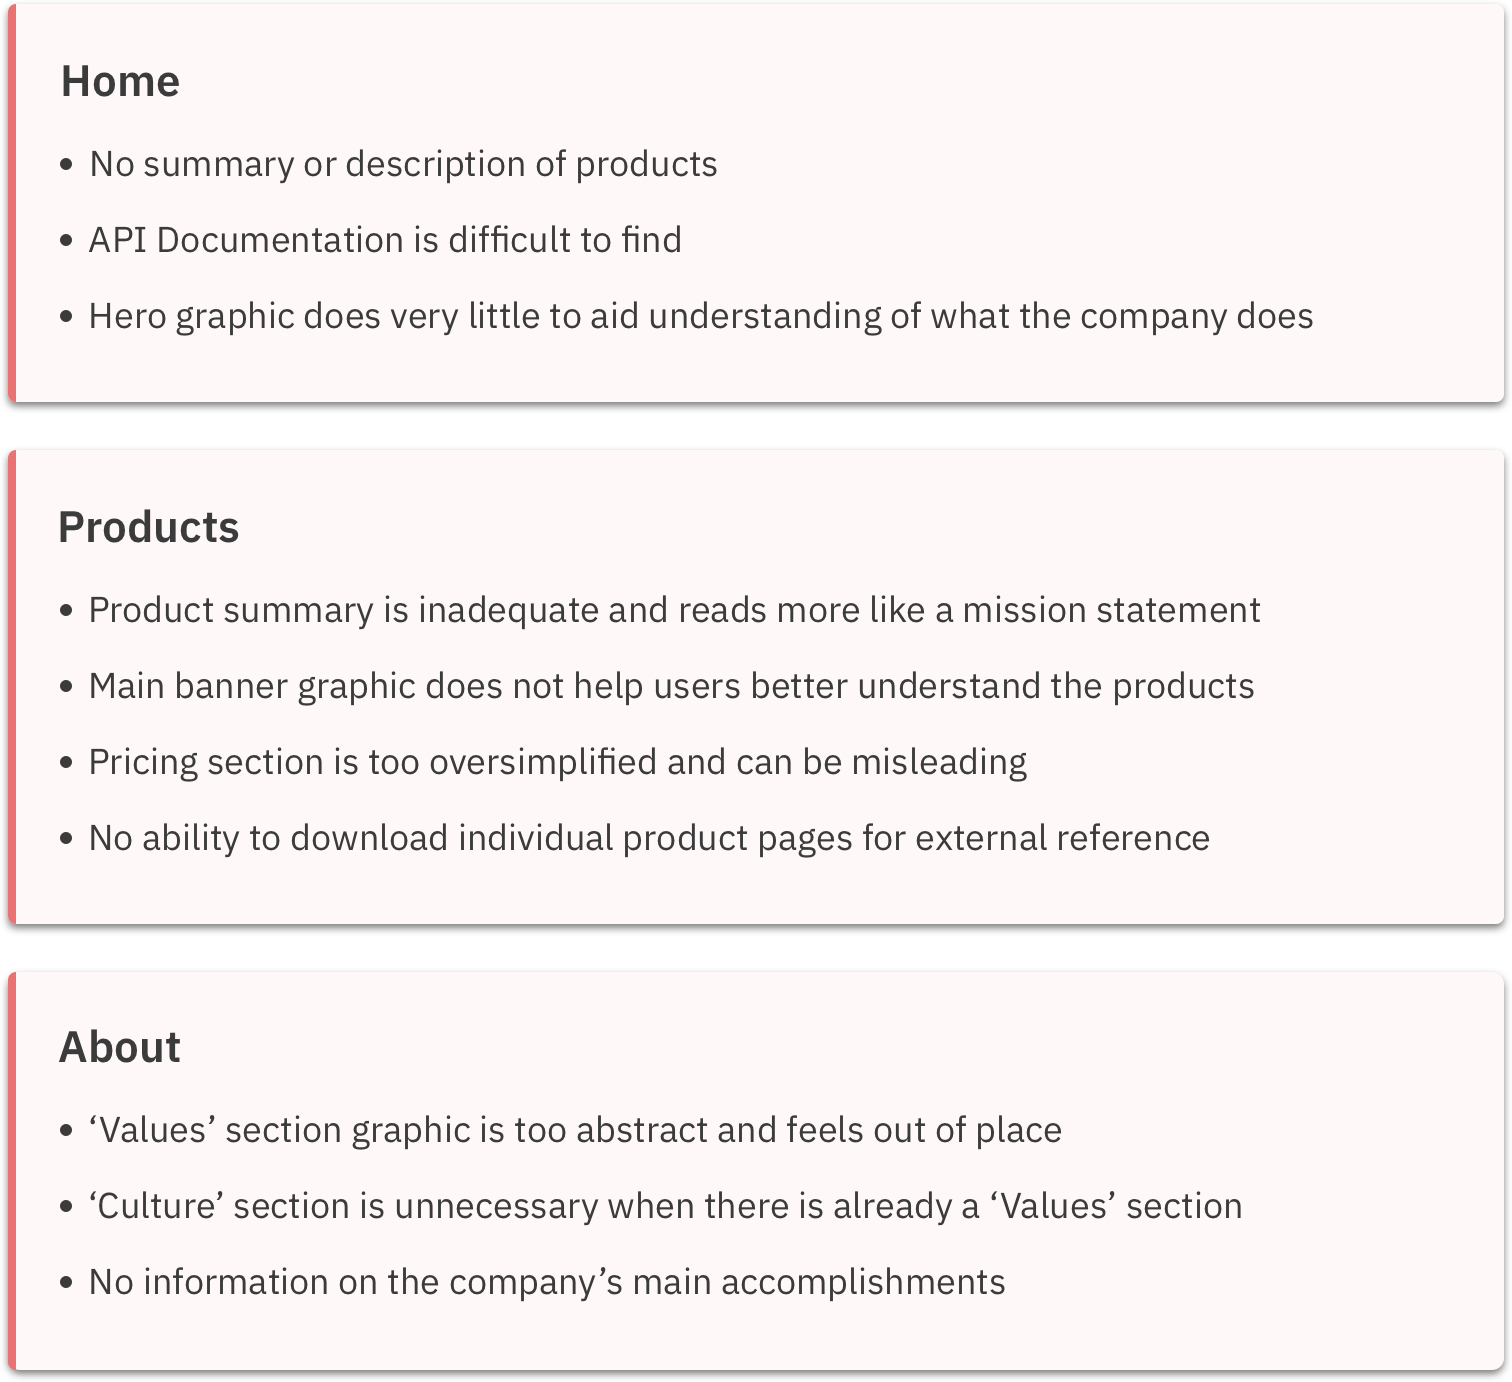 Home
• No summary or description of products
• API Documentation is difficult to find
• Hero graphic does very little to aid understanding of what the company does
Products
• Product summary is inadequate and reads more like a mission statement
• Main banner graphic does not help users better understand the products
• Pricing section is too oversimplified and can be misleading
• No ability to download individual product pages for external reference
About
• ‘Values’ section graphic is too abstract and feels out of place
• ‘Culture’ section is unnecessary when there is already a ‘Values’ section
• No information on the company’s main accomplishments